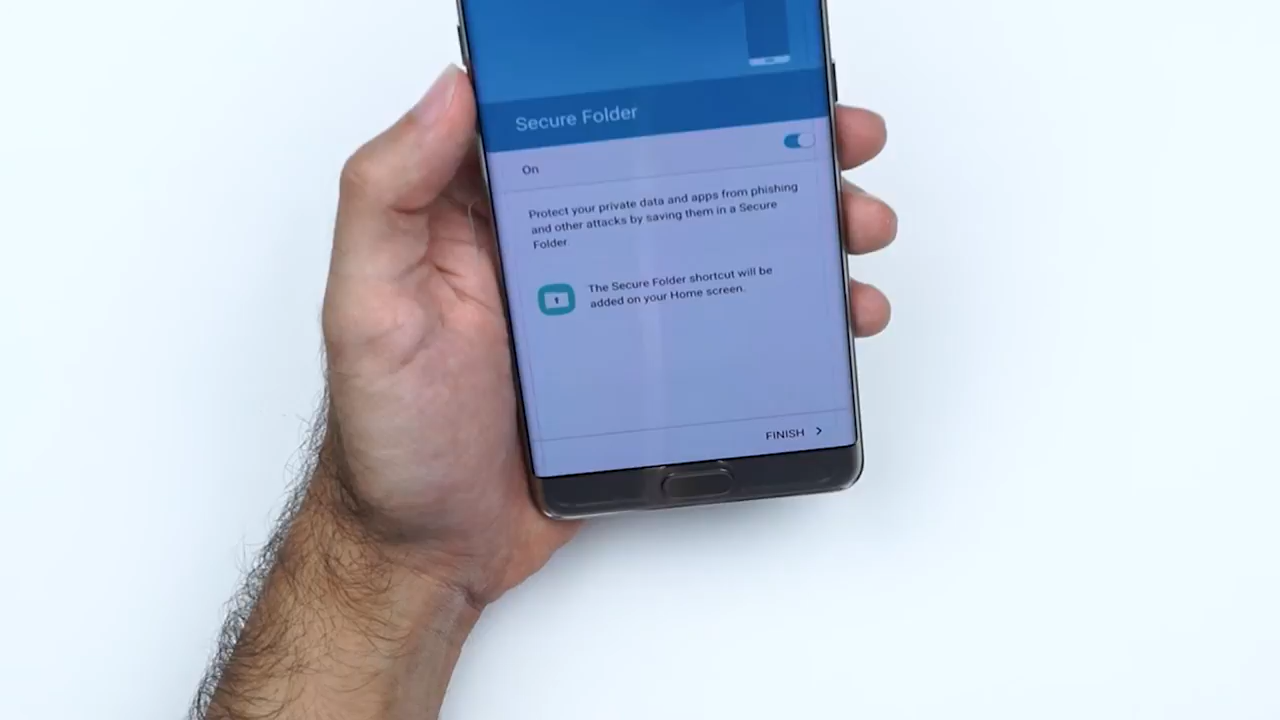 Secure Folder
On
Protect your private data and apps from phishing
and other attacks by saving them in a Secure
Folder.
The Secure Folder shortcut will be
added on your Home screen.
FINISH